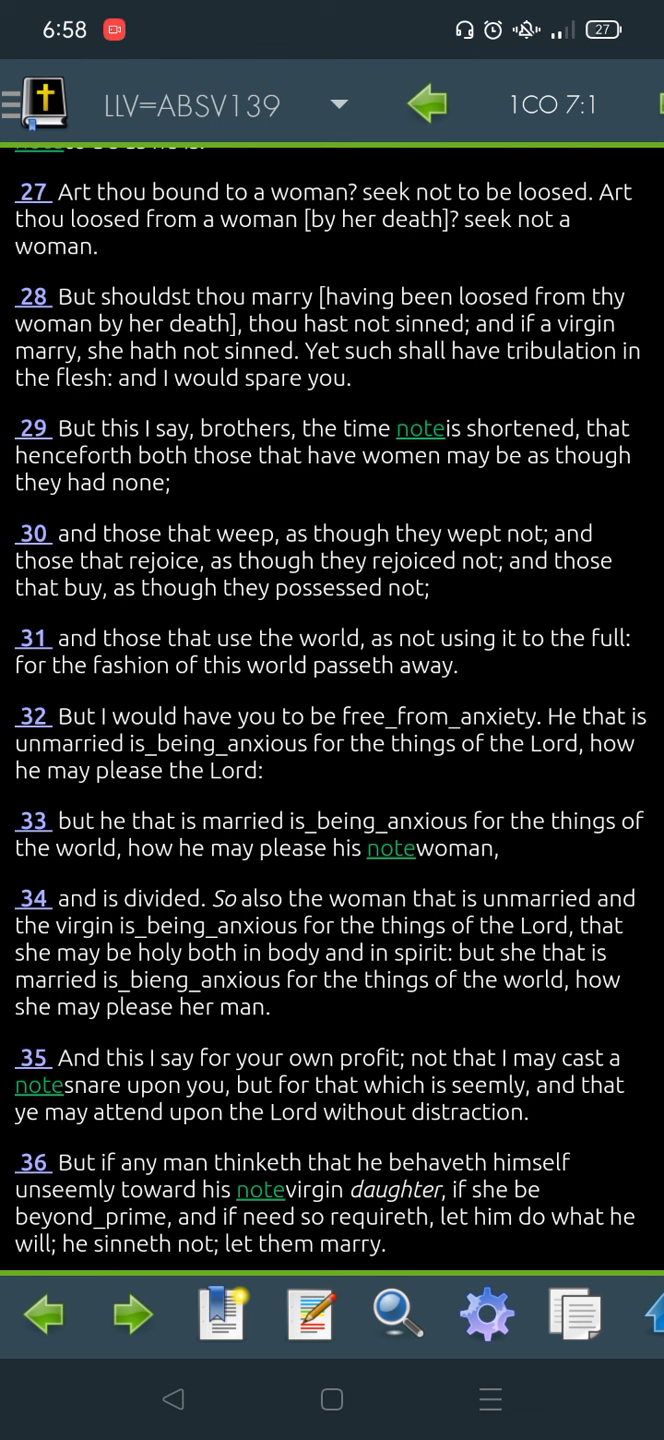 6:58
27
LLV=ABSV139
1CO 7:1
27 Art thou bound to a woman? seek not to be loosed. Art
thou loosed from a woman [by her death]? seek not a
woman.
28 But shouldst thou marry [having been loosed from thy
woman by her death], thou hast not sinned; and if a virgin
marry, she hath not sinned. Yet such shall have tribulation in
the flesh: and I would spare you.
29 But this I say, brothers, the time noteis shortened, that
henceforth both those that have women may be as though
they had none;
30 and those that weep, as though they wept not; and
those that rejoice, as though they rejoiced not; and those
that buy, as though they possessed not;
31 and those that use the world, as not using it to the full:
for the fashion of this world passeth away.
32 But I would have you to be free_from_anxiety. He that is
unmarried is_being_anxious for the things of the Lord, how
he may please the Lord:
33 but he that is married is_being_anxious for the things of
the world, how he may please his notewoman,
34 and is divided. So also the woman that is unmarried and
the virgin is_being_anxious for the things of the Lord, that
she may be holy both in body and in spirit: but she that is
married is_bieng_anxious for the things of the world, how
she may please her man.
35 And this I say for your own profit; not that I may cast a
notesnare upon you, but for that which is seemly, and that
ye may attend upon the Lord without distraction.
36 But if any man thinketh that he behaveth himself
unseemly toward his notevirgin daughter, if she be
beyond_prime, and if need so requireth, let him do what he
will; he sinneth not; let them marry.